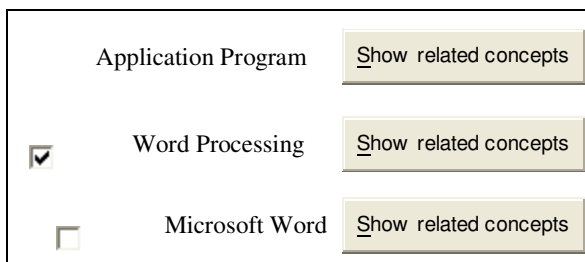 Application Program Show related concepts
Word Processing Show related concepts
Microsoft Word Show related concepts